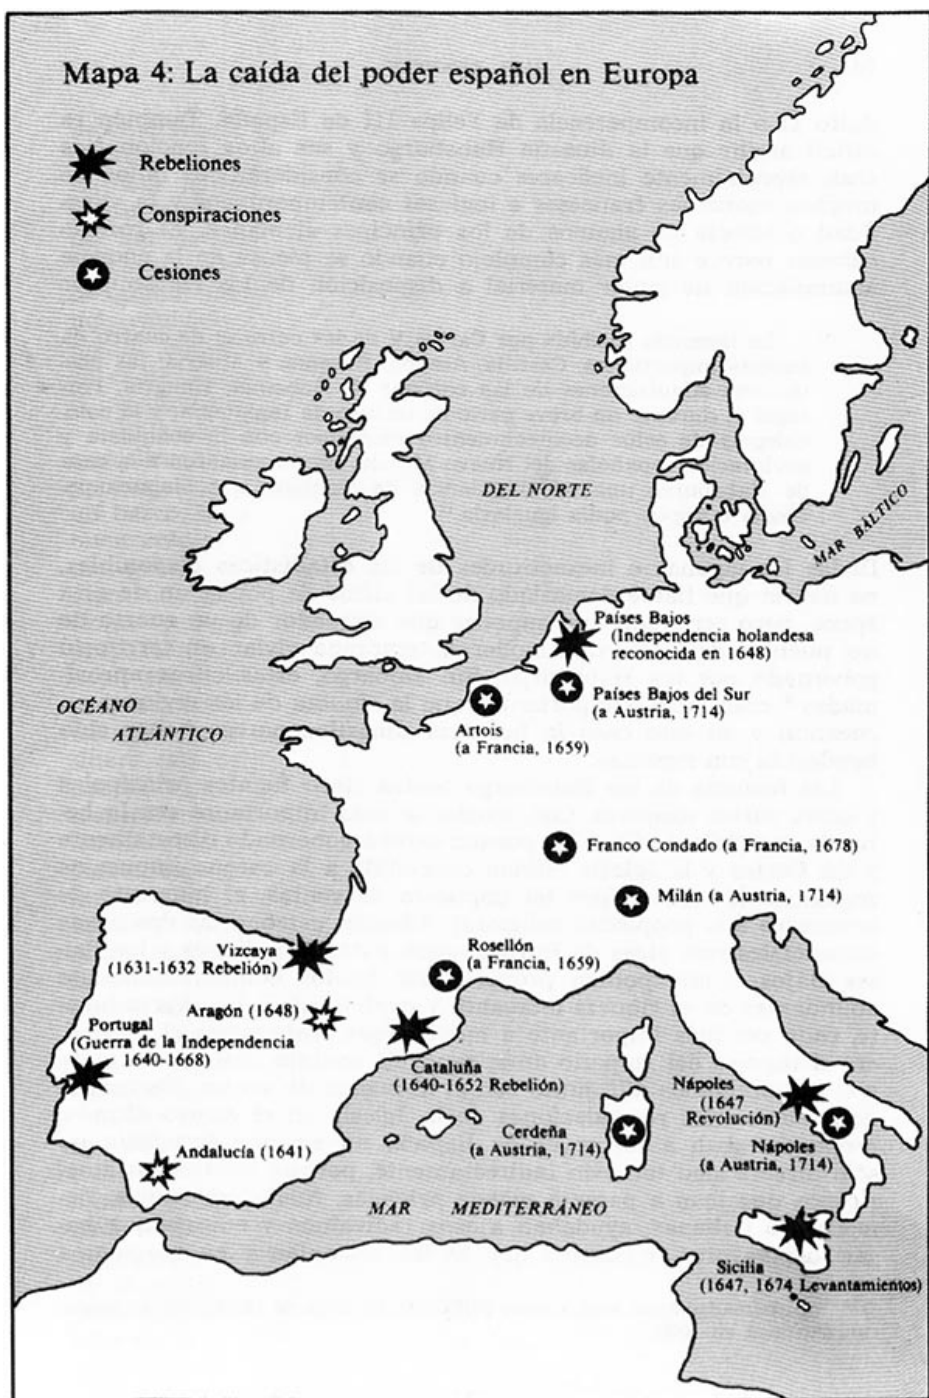 Mapa 4: La caída del poder español en Europa
Rebeliones
Conspiraciones
Cesiones
DEL NORTE
MAR BÀLTICO
Países Bajos
(Independencia holandesa
reconocida en 1648)
Países Bajos del Sur
(a Austria, 1714)
OCÉANO
ATLÁNTICO
Artois
(a Francia, 1659)
Franco Condado (a Francia, 1678)
Milán (a Austria, 1714)
Vizcaya
(1631-1632 Rebelión)
Rosellón
(a Francia, 1659)
Aragón (1648)
Portugal
(Guerra de la Independencia
1640-1668)
Cataluña
(1640-1652 Rebelión)
Nápoles
(1647
Revolución)
Cerdeña
(a Austria, 1714)
Nápoles
(a Austria, 1714)
Andalucía (1641)
MAR MEDITERRÁNEO
Sicilia
(1647, 1674 Levantamientos)